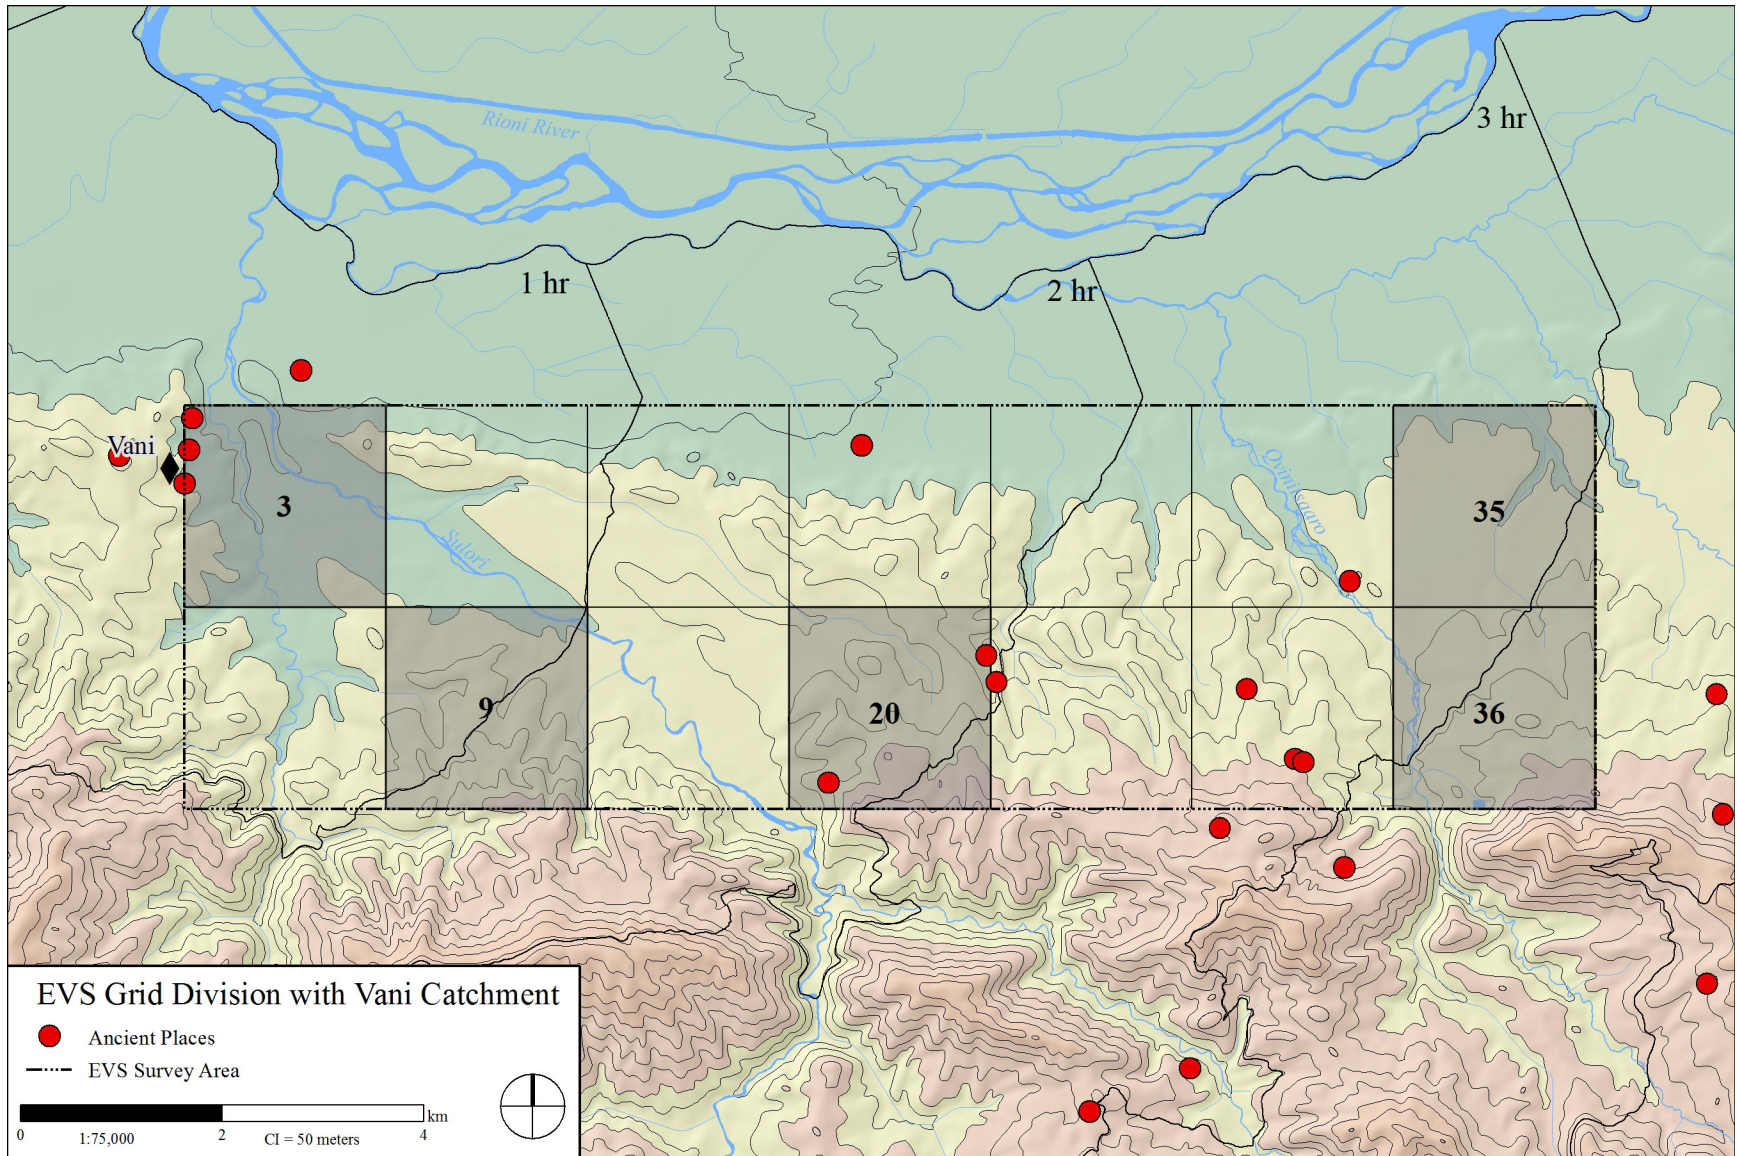 Rioni River
3 hr
1 hr
2 hr
Vani
3
Sulori
Ovinitsaaro
35
9
20
36
EVS Grid Division with Vani Catchment
Ancient Places
EVS Survey Area
km
0
1:75,000
2
CI = 50 meters
4